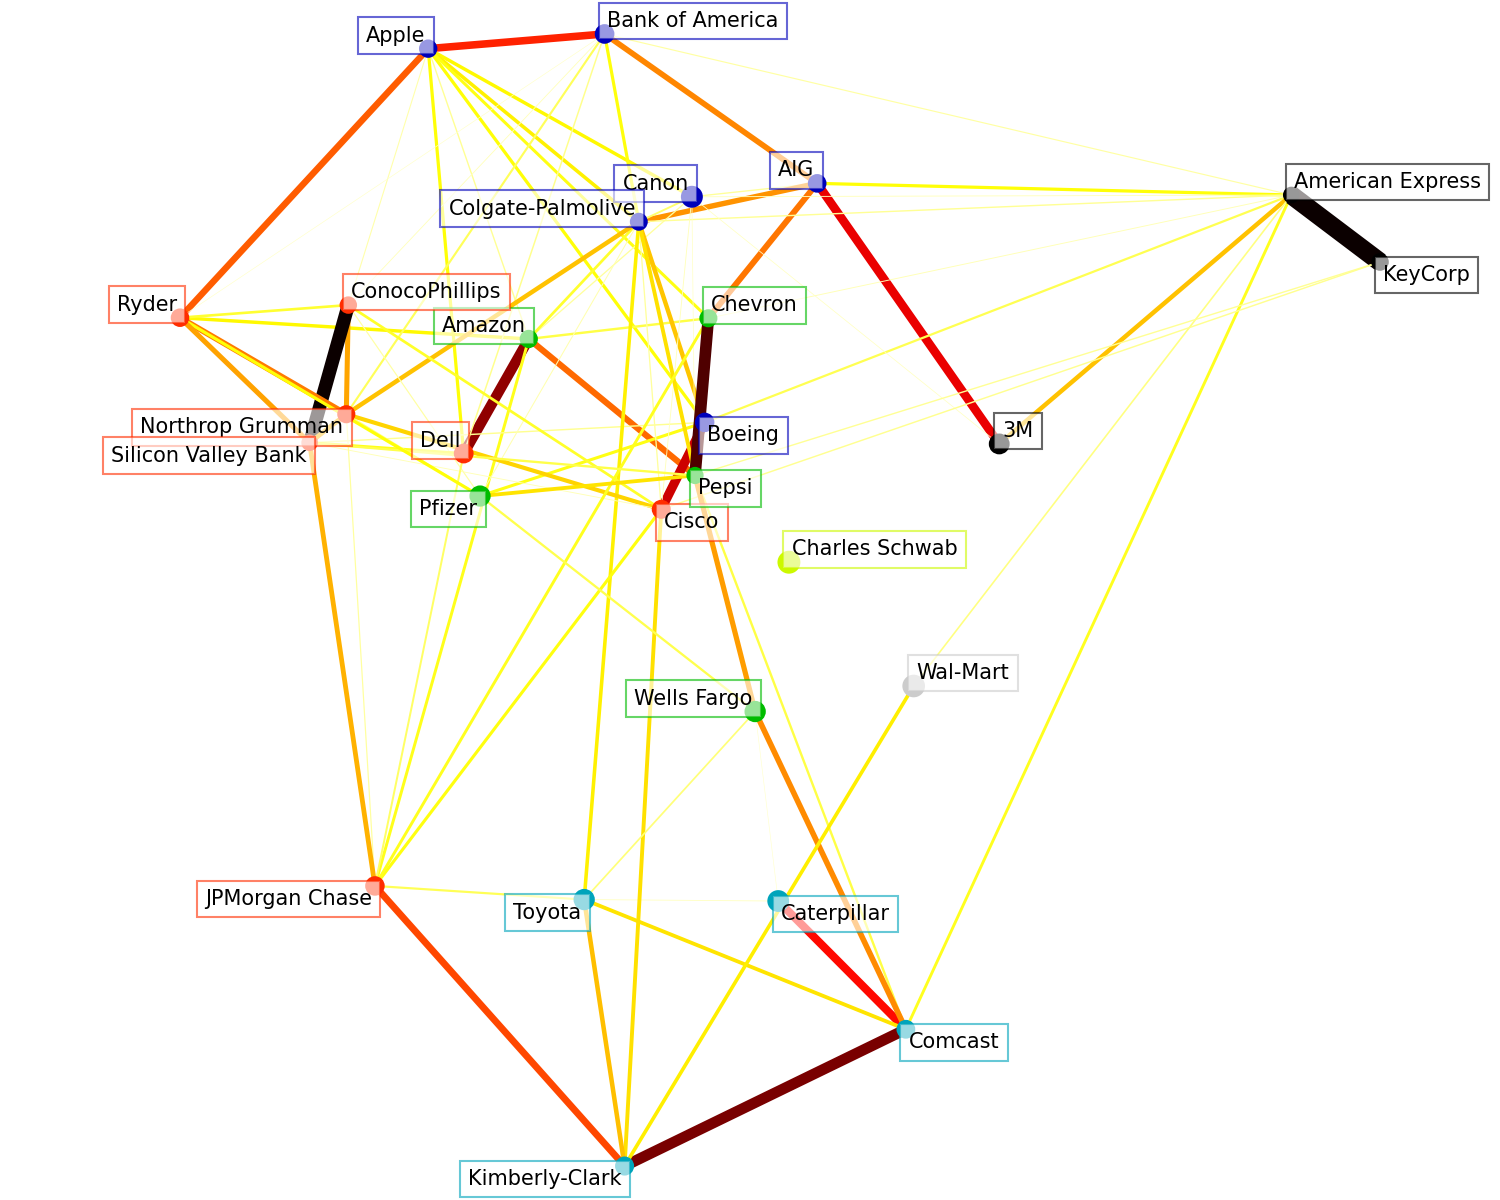 Bank of America
Apple
AIG
Canon
American Express
Colgate-Palmolive
KeyCorp
ConocoPhillips
Ryder
Chevron
Amazon
Northrop Grumman
3M
Boeing
Dell
Silicon Valley Bank
Pepsi
Pfizer
Cisco
Charles Schwab
Wal-Mart
Wells Fargo
JPMorgan Chase
Toyota
Caterpillar
Comcast
Kimberly-Clark